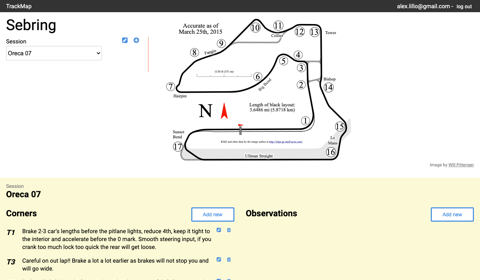 TrackMap
alex.lillo@gmail.com - log out
Sebring
Session
Oreca 07
Accurate as of
March 25th, 2015
10
11
12
13
Tower
9
Collier
8
Fangio
5
4
3
6
Big Bend
2
Bishop
14
7
Hairpin
N
Length of black layout:
3.6486 mi (5.8718 km)
1
15
Sunset
Bend
17
Le
Mans
16
Ullman Straight
Image by Will Pittenger
Session
Oreca 07
Corners
Add new
Observations
Add new
T1 Brake 2-3 car's lengths before the pitlane lights, reduce 4th, keep it tight
to the interior and accelerate before the 0 mark. Smooth steering input, if you
crank too much lock too quick the rear will get loose.
T3 Careful on out lap!! Brake a lot a lot earlier as brakes will not stop you and
will go wide.